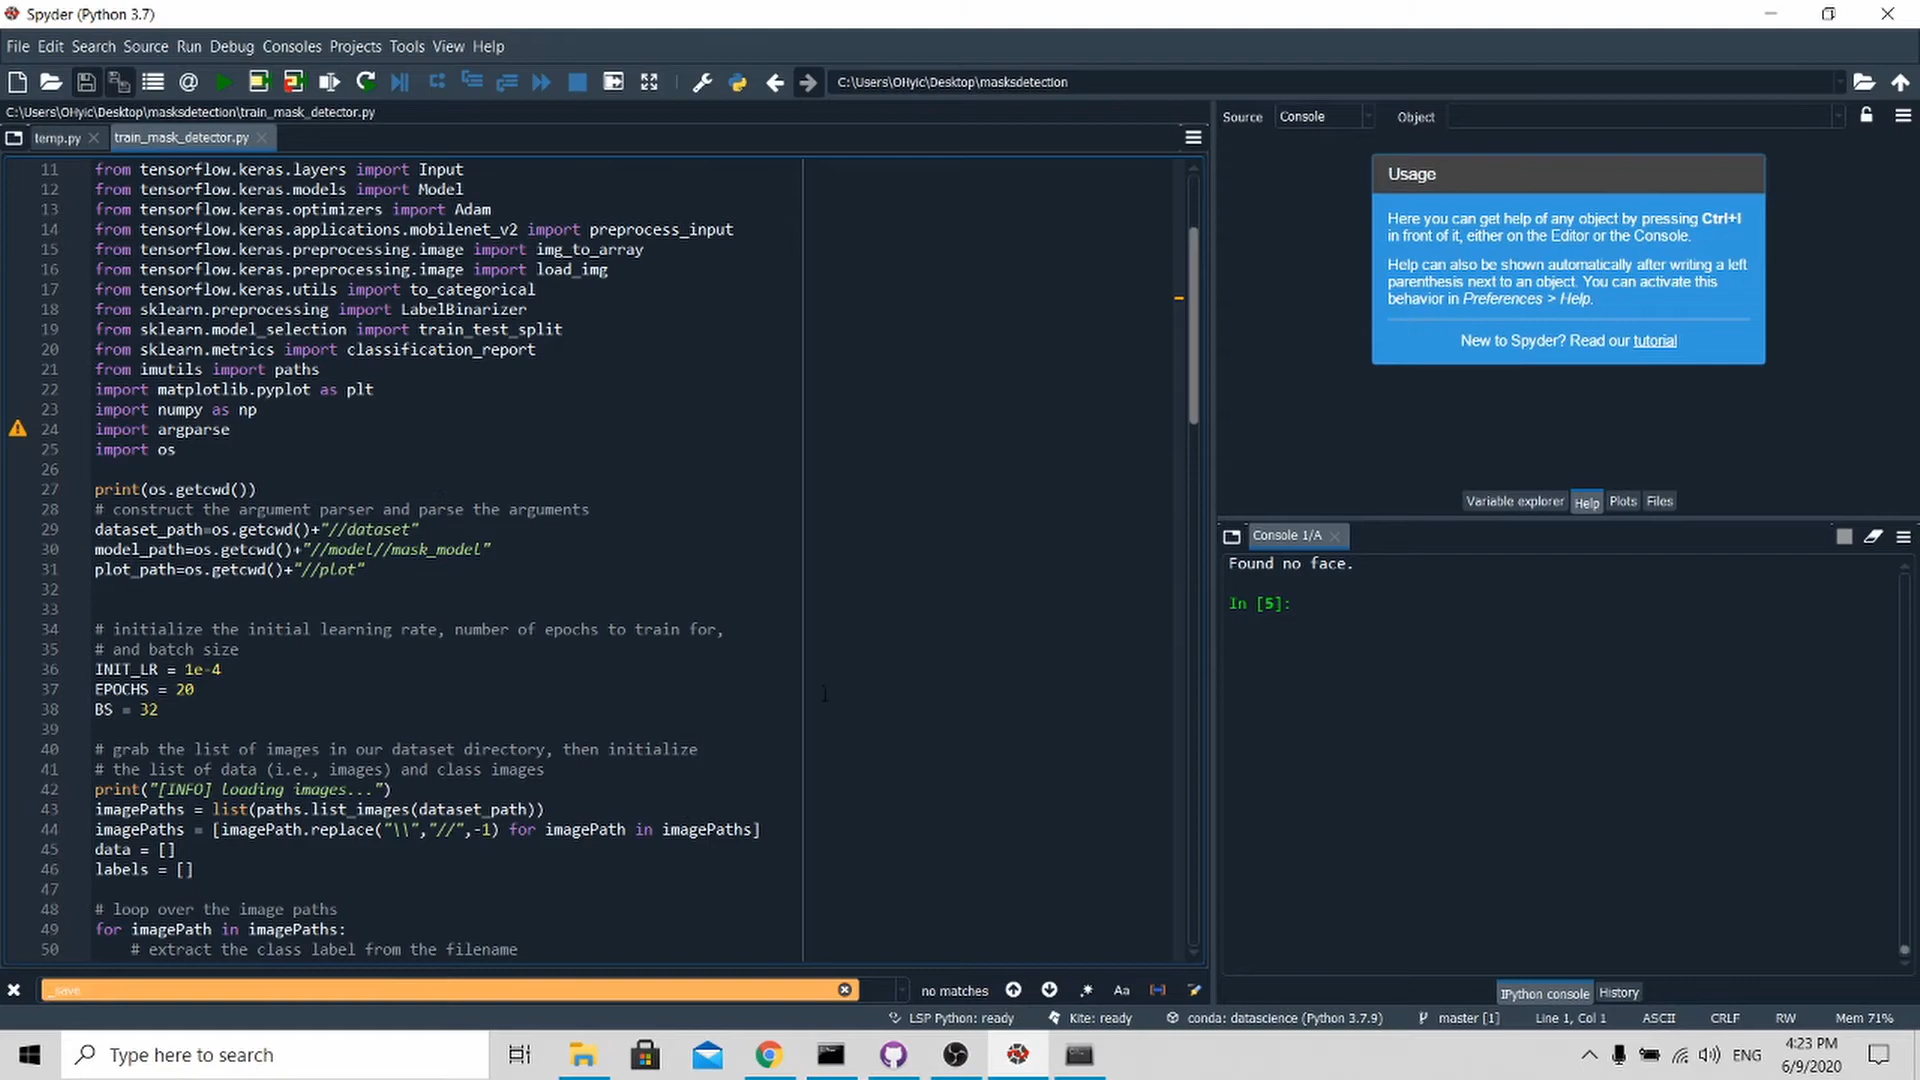 Spyder (Python 3.7)
File Edit Search Source Run Debug Consoles Projects Tools View Help
C:\Users\OHyic\Desktop\masksdetection
C:\Users\OHyic\Desktop\masksdetection\train_mask_detector.py
temp.py
train_mask_detector.py
11 from tensorflow.keras.layers import Input
12 from tensorflow.keras.models import Model
13 from tensorflow.keras.optimizers import Adam
14 from tensorflow.keras.applications.mobilenet_v2 import preprocess_input
15 from tensorflow.keras.preprocessing.image import img_to_array
16 from tensorflow.keras.preprocessing.image import load_img
17 from tensorflow.keras.utils import to_categorical
18 from sklearn.preprocessing import LabelBinarizer
19 from sklearn.model_selection import train_test_split
20 from sklearn.metrics import classification_report
21 from imutils import paths
22 import matplotlib.pyplot as plt
23 import numpy as np
24 import argparse
25 import os
26
27 print(os.getcwd())
28 # construct the argument parser and parse the arguments
29 dataset_path=os.getcwd()+"//dataset"
30 model_path=os.getcwd()+"//model//mask_model"
31 plot_path=os.getcwd()+"//plot"
32
33
34 # initialize the initial learning rate, number of epochs to train for,
35 # and batch size
36 INIT_LR = 1e-4
37 EPOCHS = 20
38 BS = 32
39
40 # grab the list of images in our dataset directory, then initialize
41 # the list of data (i.e., images) and class images
42 print("[INFO] loading images...")
43 imagePaths = list(paths.list_images(dataset_path))
44 imagePaths = [imagePath.replace("\\","//",-1) for imagePath in imagePaths]
45 data = []
46 labels = []
47
48 # loop over the image paths
49 for imagePath in imagePaths:
50 # extract the class label from the filename
_save
no matches
Aa
Source Console Object
Usage
Here you can get help of any object by pressing Ctrl+I
in front of it, either on the Editor or the Console.
Help can also be shown automatically after writing a left
parenthesis next to an object. You can activate this
behavior in Preferences > Help.
New to Spyder? Read our tutorial
Variable explorer Help Plots Files
Console 1/A
Found no face.
In [5]:
IPython console History
LSP Python: ready Kite: ready conda: datascience (Python 3.7.9) master [1] Line 1, Col 1 ASCII CRLF RW Mem 71%
Type here to search
ENG
4:23 PM
6/9/2020